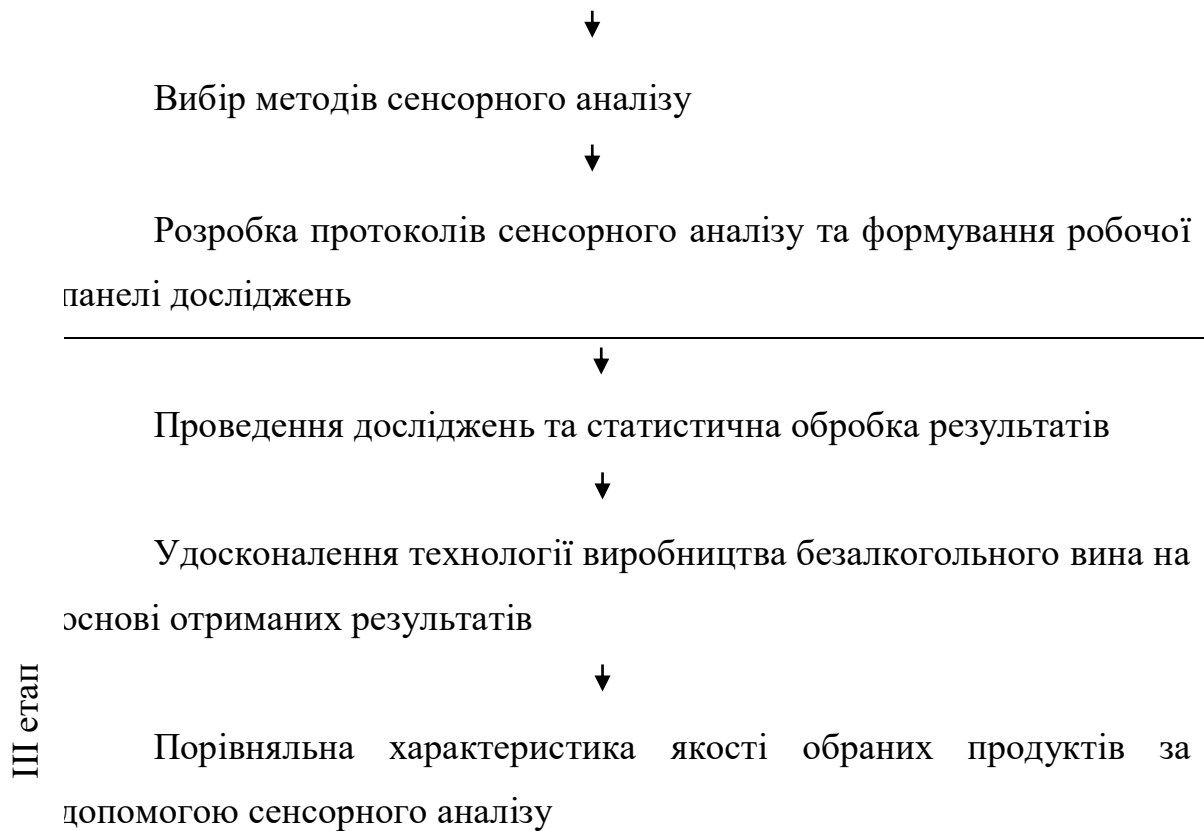 Вибір методів сенсорного аналізу
Розробка протоколів сенсорного аналізу та формування робочої
панелі досліджень
Проведення досліджень та статистична обробка результатів
Удосконалення технології виробництва безалкогольного вина на
основі отриманих результатів
III етап
Порівняльна характеристика якості обраних продуктів за
допомогою сенсорного аналізу